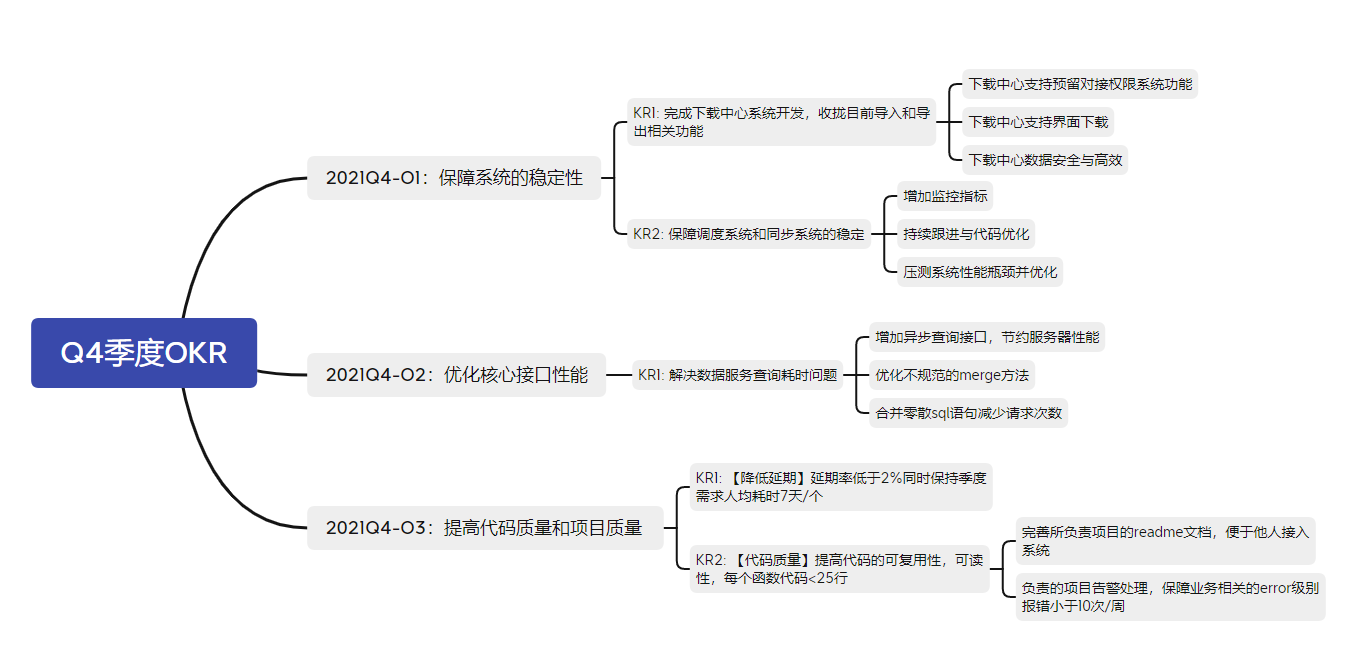 Q4季度OKR
2021Q4-O1：保障系统的稳定性
KR1: 完成下载中心系统开发，收拢目前导入和导
出相关功能
下载中心支持预留对接权限系统功能
下载中心支持界面下载
下载中心数据安全与高效
KR2: 保障调度系统和同步系统的稳定
增加监控指标
持续跟进与代码优化
压测系统性能瓶颈并优化
2021Q4-O2：优化核心接口性能
KR1: 解决数据服务查询耗时问题
增加异步查询接口，节约服务器性能
优化不规范的merge方法
合并零散sql语句减少请求次数
2021Q4-O3：提高代码质量和项目质量
KR1: 【降低延期】延期率低于2%同时保持季度
需求人均耗时7天/个
KR2: 【代码质量】提高代码的可复用性，可读
性，每个函数代码<25行
完善所负责项目的readme文档，便于他人接入
系统
负责的项目告警处理，保障业务相关的error级别
报错小于10次/周